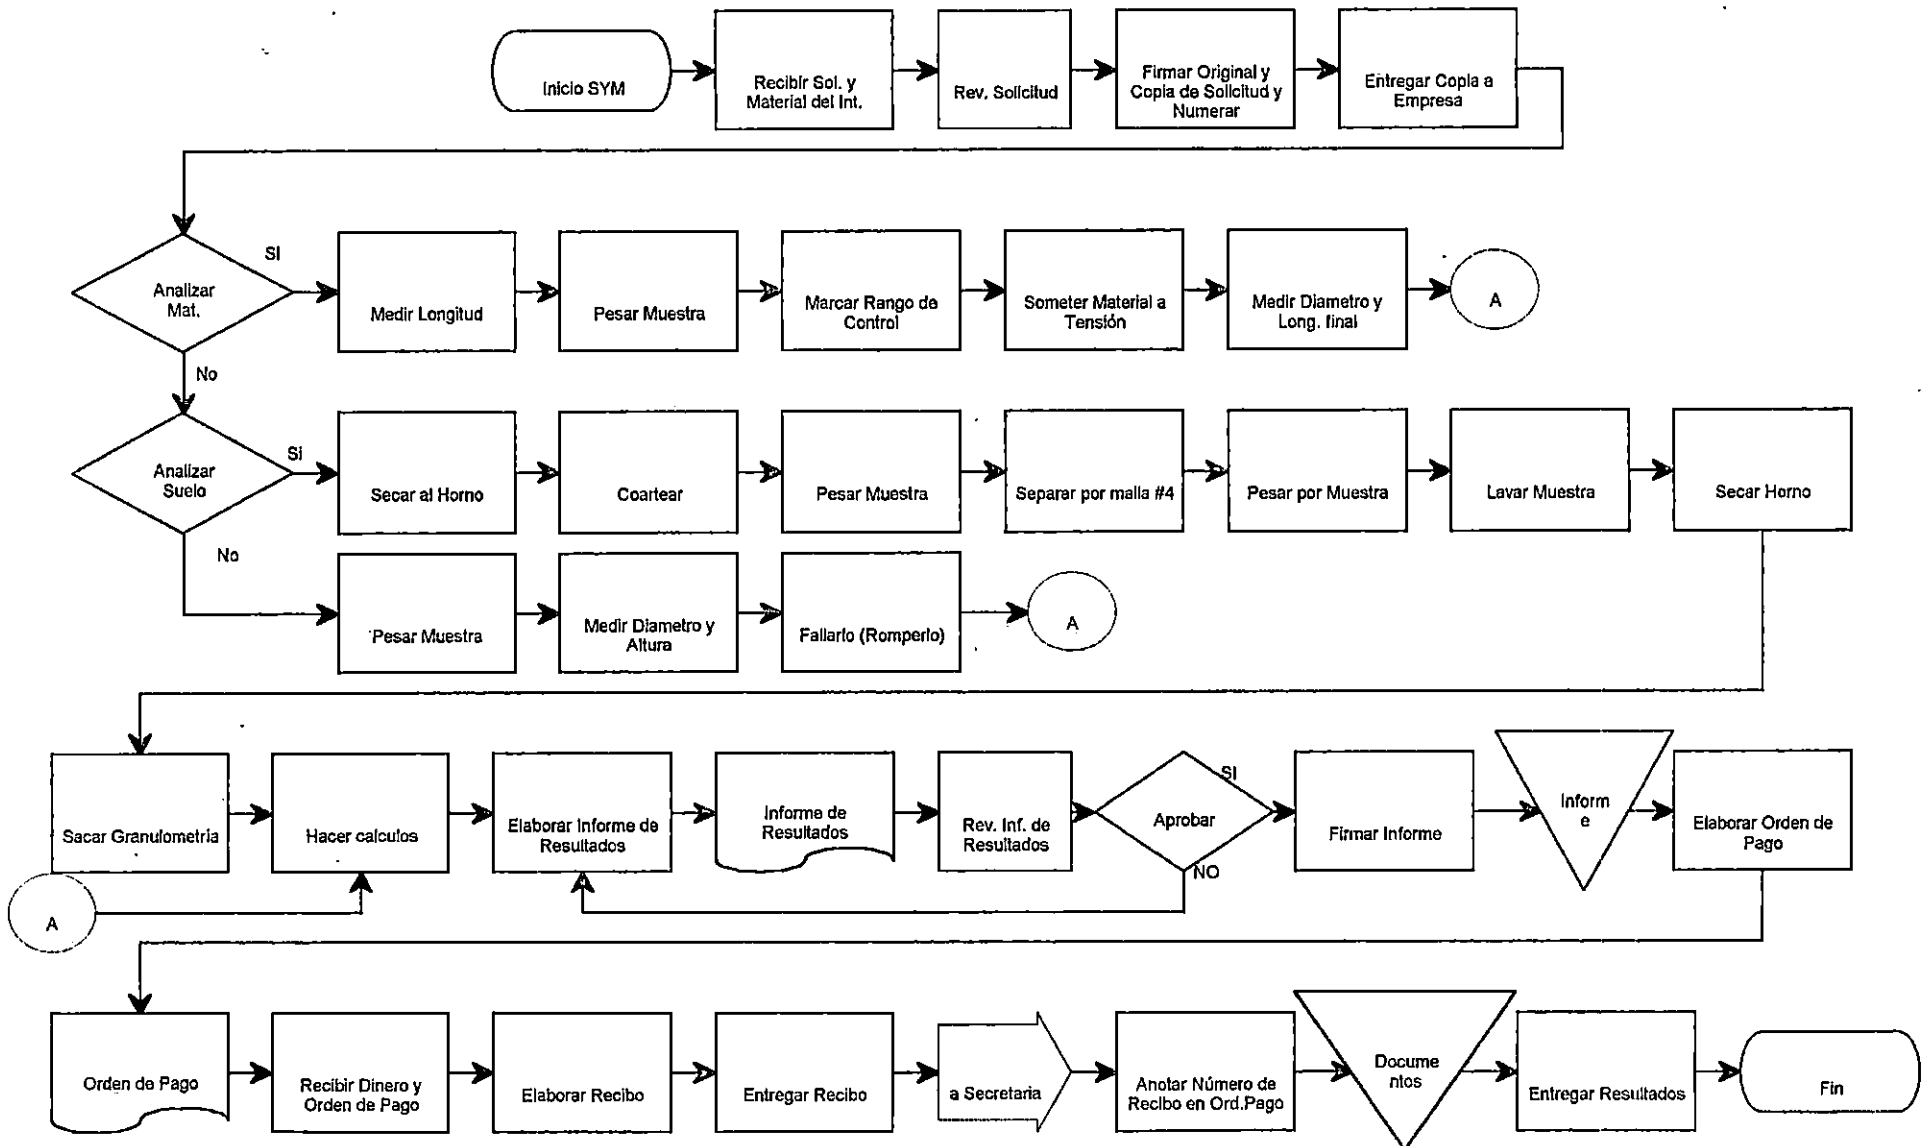 Inicio SYM
Recibir Sol. y
Material del Int.
Rev. Solicitud
Firmar Original y
Copia de Solicitud y
Numerar
Entregar Copia a
Empresa
Analizar
Mat.
SI
Medir Longitud
Pesar Muestra
Marcar Rango de
Control
Someter Material a
Tensión
Medir Diametro y
Long. final
A
No
Analizar
Suelo
Si
Secar al Horno
Coartear
Pesar Muestra
Separar por malla #4
Pesar por Muestra
Lavar Muestra
Secar Horno
No
Pesar Muestra
Medir Diametro y
Altura
Fallarlo (Romperlo)
A
Sacar Granulometria
Hacer calculos
Elaborar Informe de
Resultados
Informe de
Resultados
Rev. Inf. de
Resultados
Aprobar
SI
NO
Firmar Informe
Inform
e
Elaborar Orden de
Pago
A
Orden de Pago
Recibir Dinero y
Orden de Pago
Elaborar Recibo
Entregar Recibo
a Secretaria
Anotar Número de
Recibo en Ord.Pago
Docume
ntos
Entregar Resultados
Fin